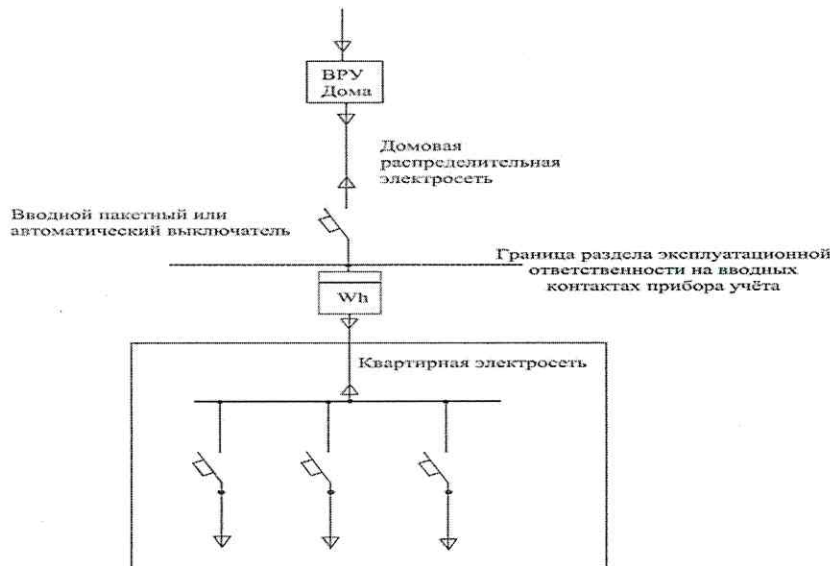 ВРУ
Дома
Домовая
распределительная
электросеть
Вводной пакетный или
автоматический выключатель
Граница раздела эксплуатационной
ответственности на вводных
контактах прибора учёта
Wh
Квартирная электросеть